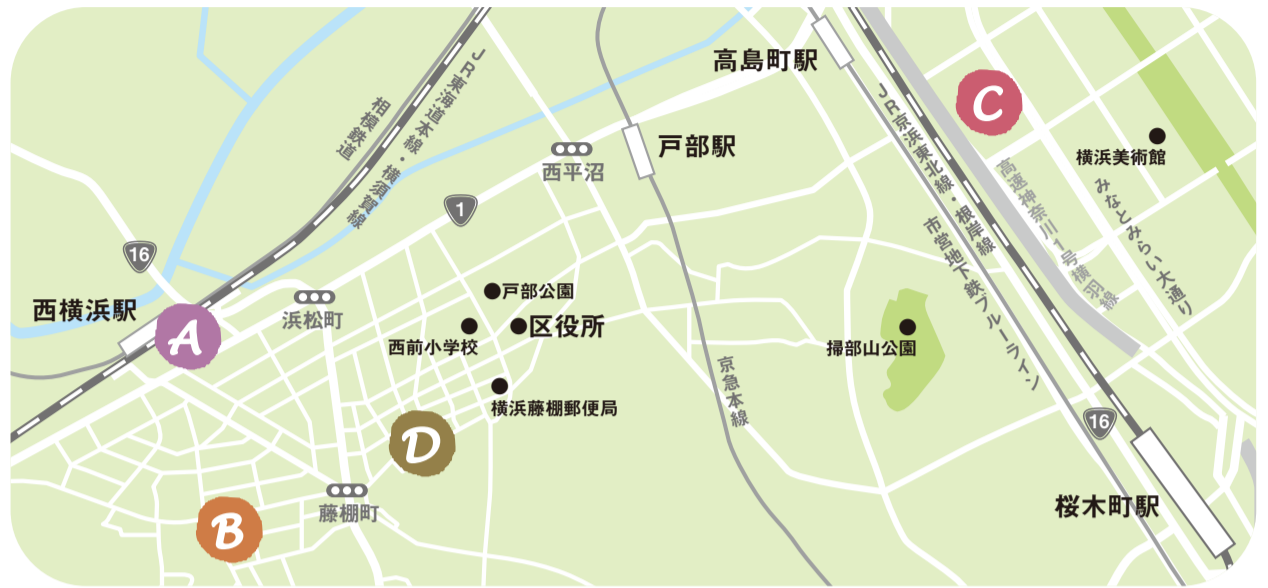 高島町駅
JR東海道本線・横須賀線
相模鉄道
C
JR京浜東北線・根岸線
戸部駅
横浜美術館
西平沼
高速神奈川1号横羽線
みなとみらい大通り
1
市営地下鉄ブルーライン
16
西横浜駅
A
浜松町
戸部公園
西前小学校
区役所
掃部山公園
京急本線
横浜藤棚郵便局
D
16
藤棚町
B
桜木町駅